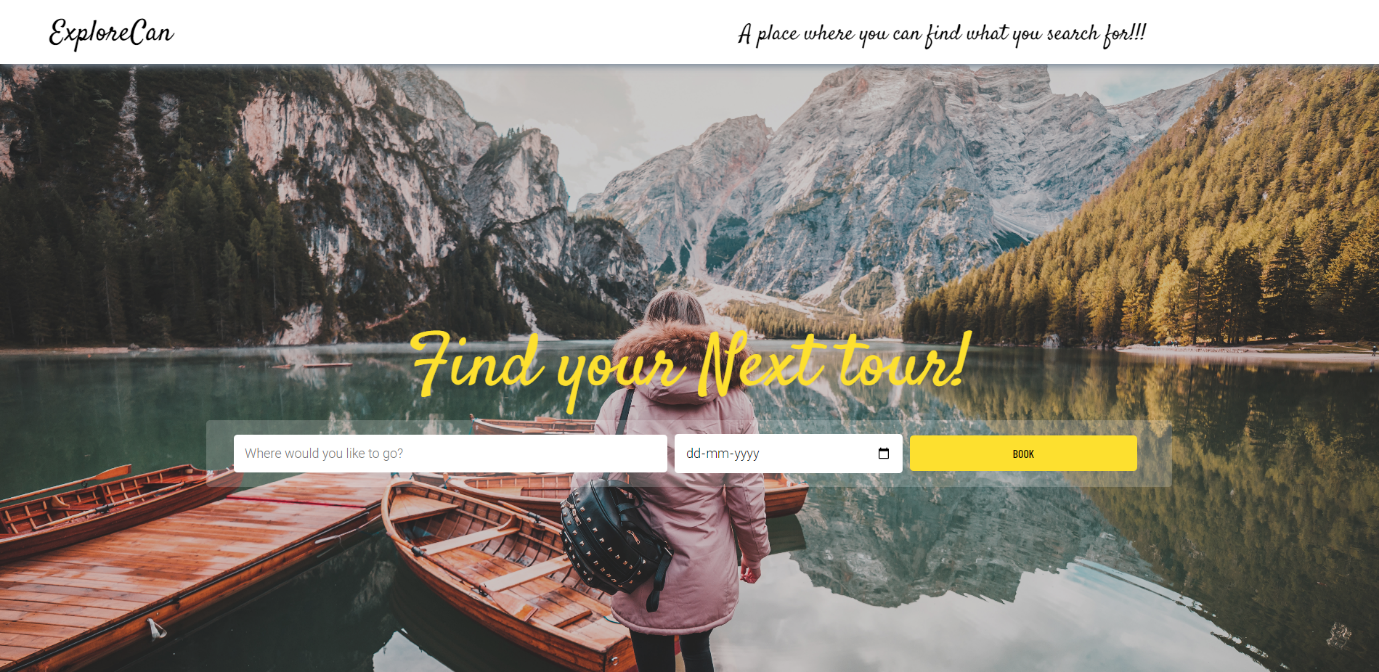 ExploreCan
A place where you can find what you search for!!!
Find your Next tour!
Where would you like to go?
dd-mm-yyyy
BOOK